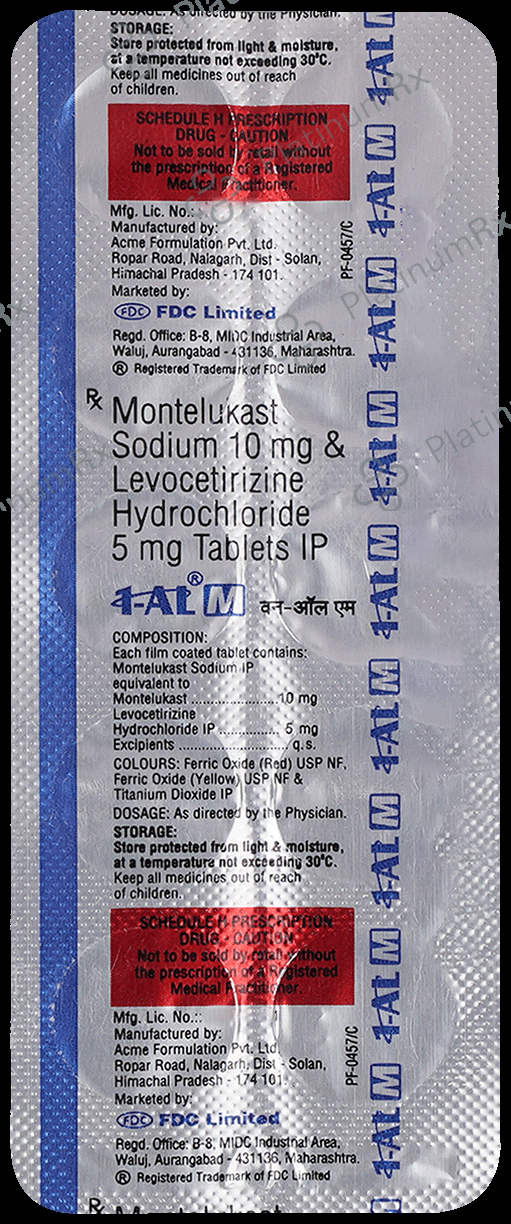 DOSAGE: As directed by the Physician.
STORAGE:
Store protected from light & moisture,
at a temperature not exceeding 30°C.
Keep all medicines out of reach
of children.
SCHEDULE H PRESCRIPTION
DRUG - CAUTION
Not to be sold by retail without
the prescription of a Registered
Medical Practitioner.
Mfg. Lic. No.:
Manufactured by:
Acme Formulation Pvt. Ltd.
Ropar Road, Nalagarh, Dist - Solan,
Himachal Pradesh - 174 101.
Marketed by:
FDC FDC Limited
Regd. Office: B-8, MIDC Industrial Area,
Waluj, Aurangabad - 431136, Maharashtra.
® Registered Trademark of FDC Limited
PF-0457/C
Rx Montelukast
Sodium 10 mg &
Levocetirizine
Hydrochloride
5 mg Tablets IP
1-AL® M वन-ऑल एम
COMPOSITION:
Each film coated tablet contains:
Montelukast Sodium IP
equivalent to
Montelukast .....................10 mg
Levocetirizine
Hydrochloride IP ............... 5 mg
Excipients ........................... q.s.
COLOURS: Ferric Oxide (Red) USP NF,
Ferric Oxide (Yellow) USP NF &
Titanium Dioxide IP
DOSAGE: As directed by the Physician.
STORAGE:
Store protected from light & moisture,
at a temperature not exceeding 30°C.
Keep all medicines out of reach
of children.
SCHEDULE H PRESCRIPTION
DRUG - CAUTION
Not to be sold by retail without
the prescription of a Registered
Medical Practitioner.
Mfg. Lic. No.::
Manufactured by:
Acme Formulation Pvt. Ltd.
Ropar Road, Nalagarh, Dist - Solan,
Himachal Pradesh - 174 101.
Marketed by:
FDC FDC Limited
Regd. Office: B-8, MIDC Industrial Area,
Waluj, Aurangabad - 431136, Maharashtra.
® Registered Trademark of FDC Limited
PF-0457/C
Rx Montelukast
1-AL M
1-AL M
1-AL M
1-AL M
1-AL M
1-AL M
1-AL M
1-AL M
1-AL M
PlatinumRx
PlatinumRx
PlatinumRx